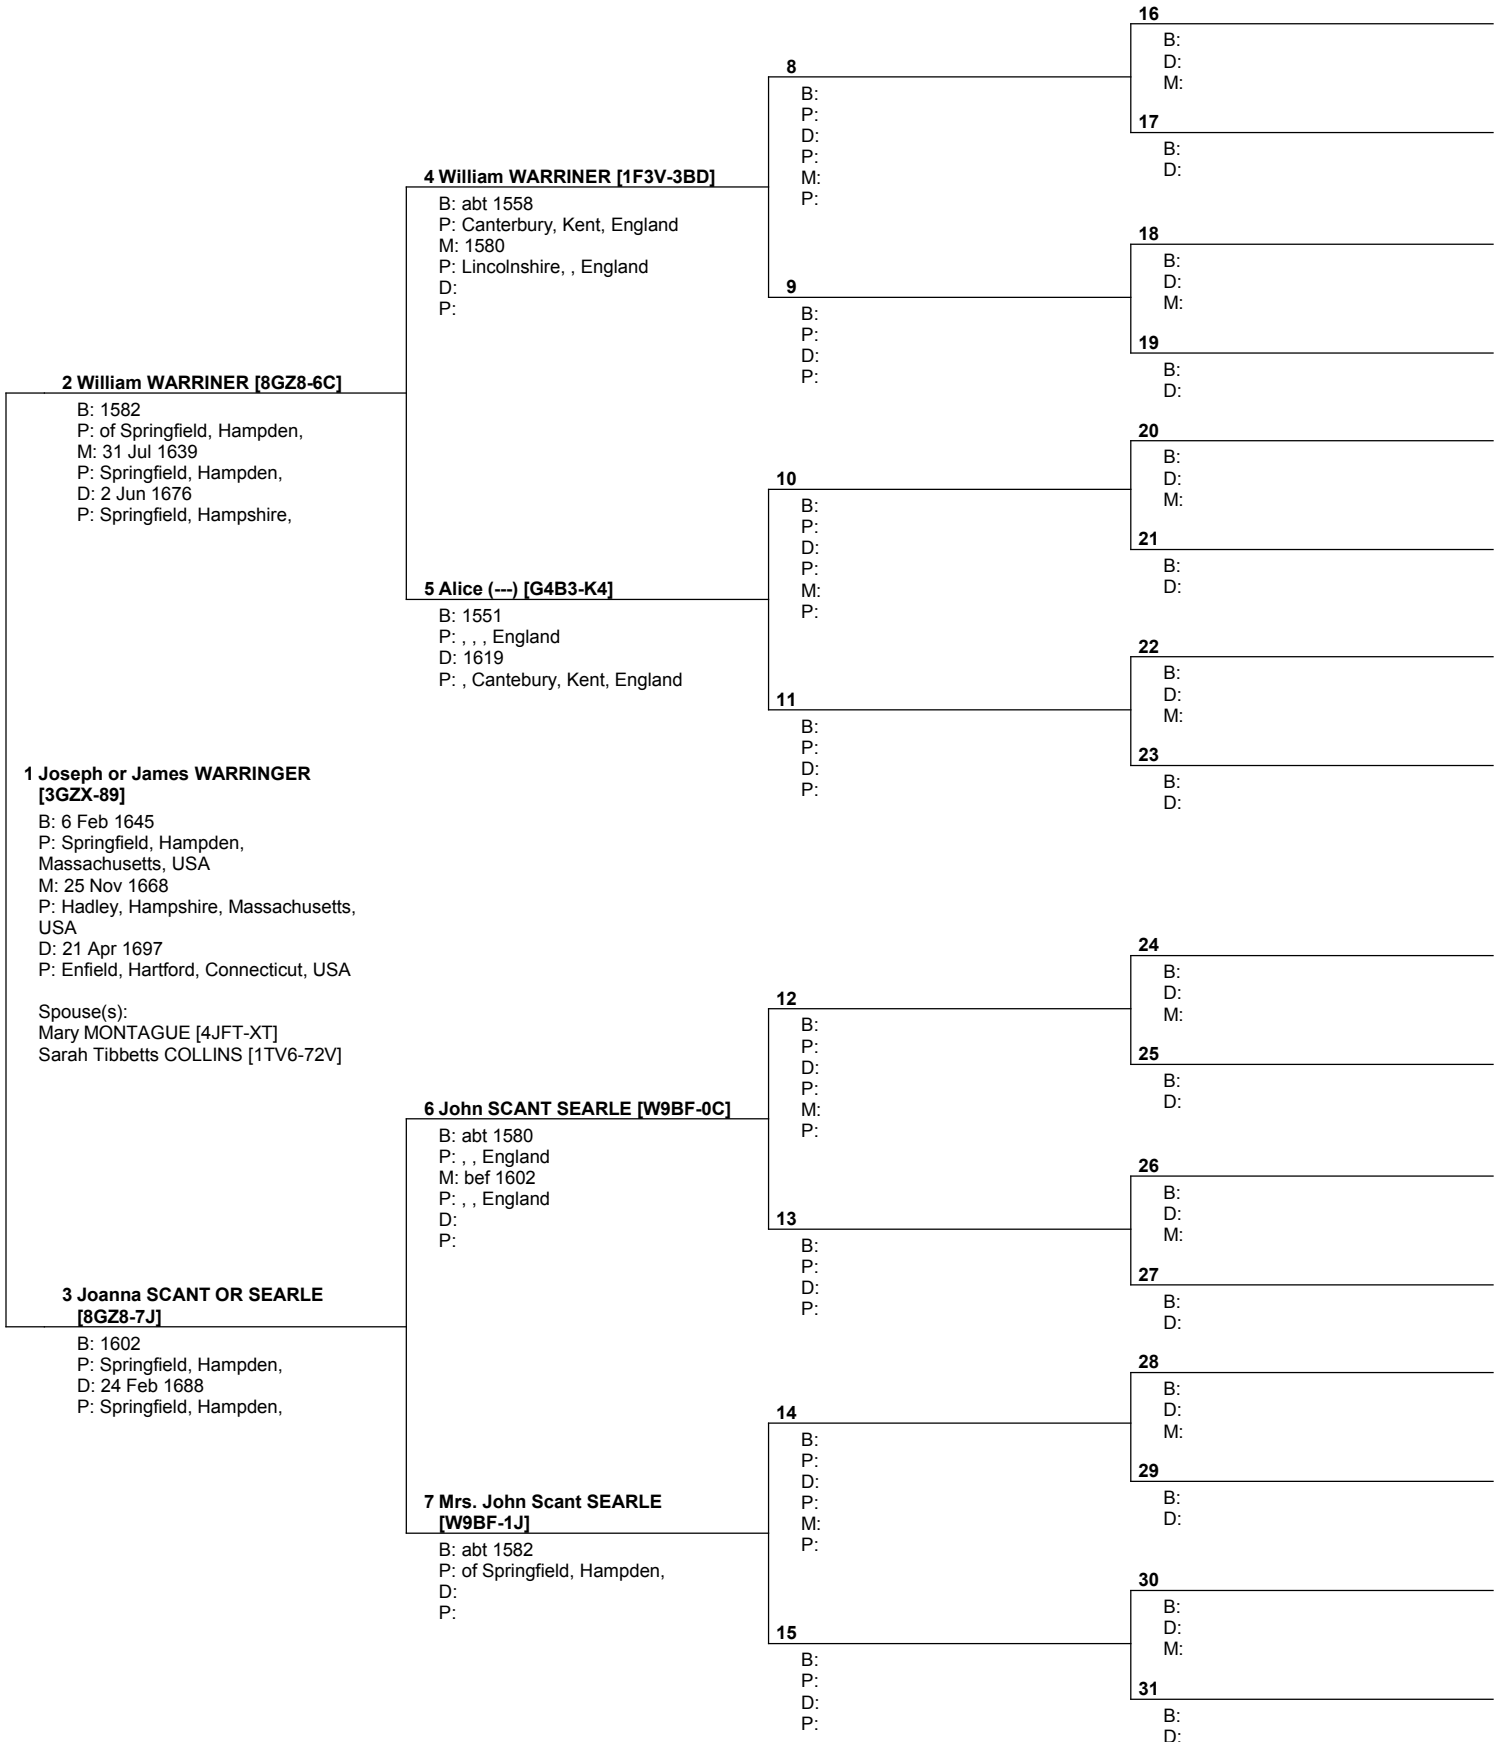 1 Joseph or James WARRINGER
[3GZX-89]
B: 6 Feb 1645
P: Springfield, Hampden,
Massachusetts, USA
M: 25 Nov 1668
P: Hadley, Hampshire, Massachusetts,
USA
D: 21 Apr 1697
P: Enfield, Hartford, Connecticut, USA
Spouse(s):
Mary MONTAGUE [4JFT-XT]
Sarah Tibbetts COLLINS [1TV6-72V]
2 William WARRINER [8GZ8-6C]
B: 1582
P: of Springfield, Hampden,
M: 31 Jul 1639
P: Springfield, Hampden,
D: 2 Jun 1676
P: Springfield, Hampshire,
3 Joanna SCANT OR SEARLE
[8GZ8-7J]
B: 1602
P: Springfield, Hampden,
D: 24 Feb 1688
P: Springfield, Hampden,
4 William WARRINER [1F3V-3BD]
B: abt 1558
P: Canterbury, Kent, England
M: 1580
P: Lincolnshire, , England
D:
P:
5 Alice (---) [G4B3-K4]
B: 1551
P: , , , England
D: 1619
P: , Cantebury, Kent, England
6 John SCANT SEARLE [W9BF-0C]
B: abt 1580
P: , , England
M: bef 1602
P: , , England
D:
P:
7 Mrs. John Scant SEARLE
[W9BF-1J]
B: abt 1582
P: of Springfield, Hampden,
D:
P:
8
B:
P:
D:
P:
M:
P:
9
B:
P:
D:
P:
10
B:
P:
D:
P:
M:
P:
11
B:
P:
D:
P:
12
B:
P:
D:
P:
M:
P:
13
B:
P:
D:
P:
14
B:
P:
D:
P:
M:
P:
15
B:
P:
D:
P:
16
B:
D:
M:
17
B:
D:
18
B:
D:
M:
19
B:
D:
20
B:
D:
M:
21
B:
D:
22
B:
D:
M:
23
B:
D:
24
B:
D:
M:
25
B:
D:
26
B:
D:
M:
27
B:
D:
28
B:
D:
M:
29
B:
D:
30
B:
D:
M:
31
B:
D: